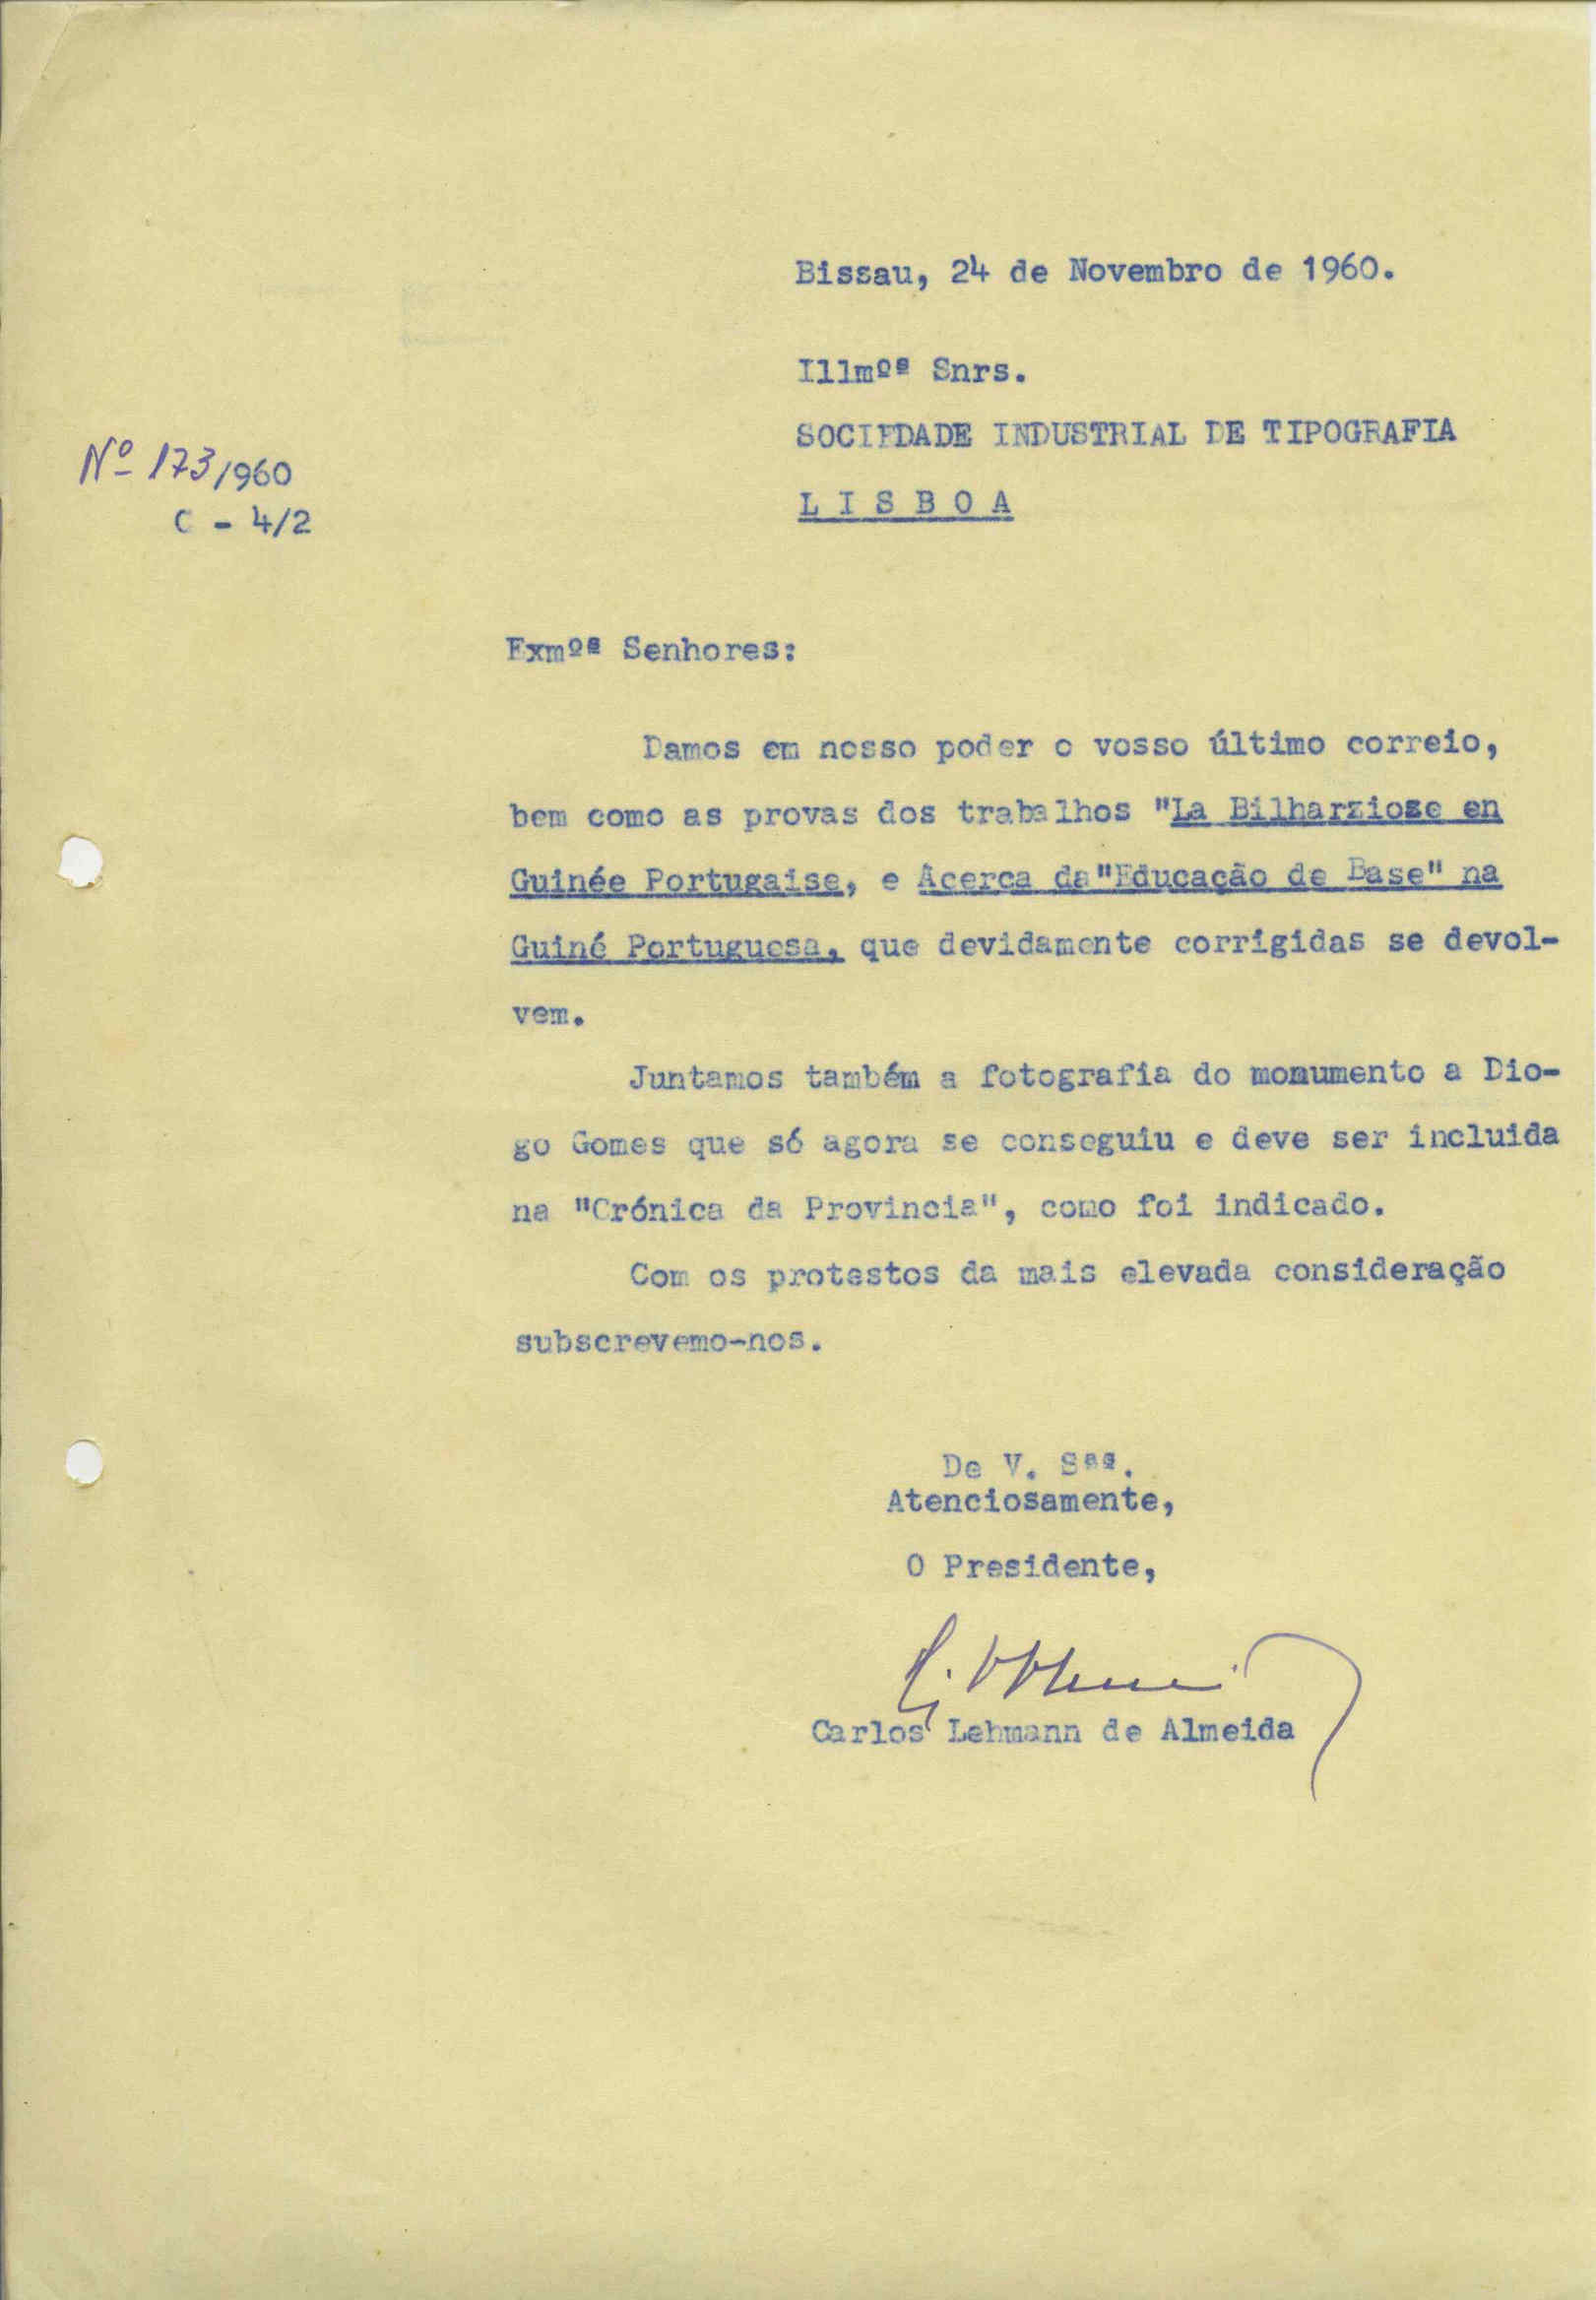 Bissau, 24 de Novembro de 1960.
Illmºs Snrs.
SOCIEDADE INDUSTRIAL DE TIPOGRAFIA
L I S B O A
Nº 173/960
C - 4/2
Exmºs Senhores:
Damos em nosso poder o vosso último correio,
bem como as provas dos trabalhos "La Bilharziose en
Guinée Portugaise, e Acerca da"Educação de Base" na
Guiné Portuguesa, que devidamente corrigidas se devol-
vem.
Juntamos também a fotografia do monumento a Dio-
go Gomes que só agora se conseguiu e deve ser incluida
na "Crónica da Provincia", como foi indicado.
Com os protestos da mais elevada consideração
subscrevemo-nos.
De V. Sªs.
Atenciosamente,
O Presidente,
Carlos Lehmann de Almeida